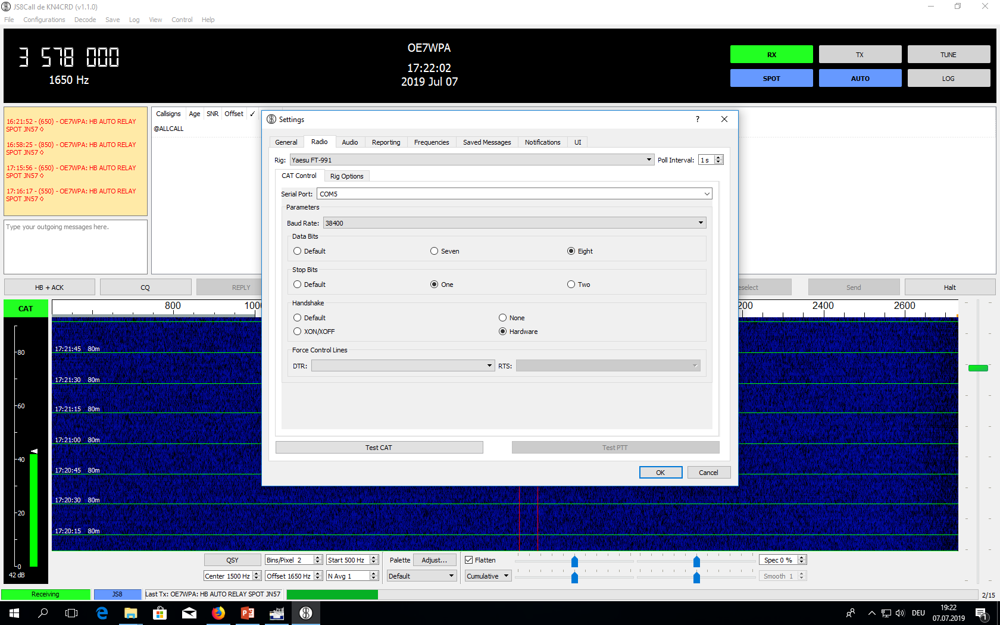 JS8Call de KN4CRD (v1.1.0)
File Configurations Decode Save Log View Control Help
3 578 000
1650 Hz
OE7WPA
17:22:02
2019 Jul 07
RX TX TUNE
SPOT AUTO LOG
16:21:52 - (650) - OE7WPA: HB AUTO RELAY
SPOT JN57 ◊
16:58:25 - (850) - OE7WPA: HB AUTO RELAY
SPOT JN57 ◊
17:15:56 - (650) - OE7WPA: HB AUTO RELAY
SPOT JN57 ◊
17:16:17 - (550) - OE7WPA: HB AUTO RELAY
SPOT JN57 ◊
Type your outgoing messages here.
Callsigns Age SNR Offset ✓
@ALLCALL
Settings
General Radio Audio Reporting Frequencies Saved Messages Notifications UI
Rig: Yaesu FT-991 Poll Interval: 1 s
CAT Control Rig Options
Serial Port: COM5
Parameters
Baud Rate: 38400
Data Bits
Default Seven Eight
Stop Bits
Default One Two
Handshake
Default None
XON/XOFF Hardware
Force Control Lines
DTR: RTS:
Test CAT Test PTT
OK Cancel
HB + ACK CQ REPLY eselect Send Halt
CAT
800 100 200 2400 2600
17:21:45 80m
17:21:30 80m
17:21:15 80m
17:21:00 80m
17:20:45 80m
17:20:30 80m
17:20:15 80m
80
60
40
20
0
42 dB
QSY Bins/Pixel 2 Start 500 Hz Palette Adjust... Flatten Spec 0 %
Center 1500 Hz Offset 1650 Hz N Avg 1 Default Cumulative Smooth 1
Receiving JS8 Last Tx: OE7WPA: HB AUTO RELAY SPOT JN57 2/15
DEU
19:22
07.07.2019
1